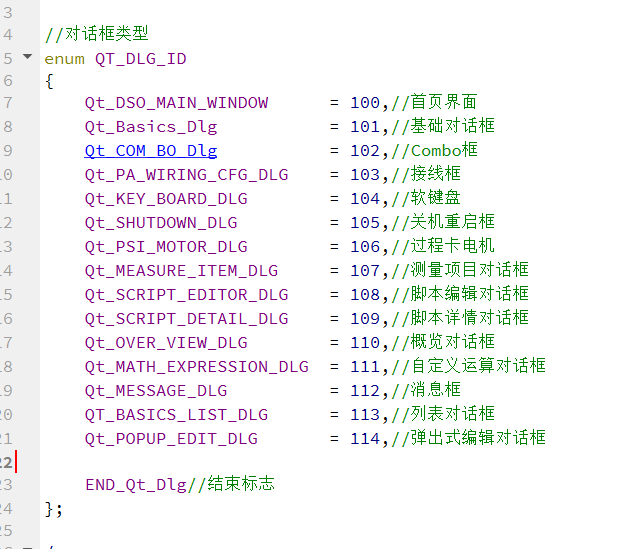 3
4 //对话框类型
5 enum QT_DLG_ID
6 {
7 Qt_DSO_MAIN_WINDOW = 100,//首页界面
8 Qt_Basics_Dlg = 101,//基础对话框
9 Qt_COM_BO_Dlg = 102,//Combo框
10 Qt_PA_WIRING_CFG_DLG = 103,//接线框
11 Qt_KEY_BOARD_DLG = 104,//软键盘
12 Qt_SHUTDOWN_DLG = 105,//关机重启框
13 Qt_PSI_MOTOR_DLG = 106,//过程卡电机
14 Qt_MEASURE_ITEM_DLG = 107,//测量项目对话框
15 Qt_SCRIPT_EDITOR_DLG = 108,//脚本编辑对话框
16 Qt_SCRIPT_DETAIL_DLG = 109,//脚本详情对话框
17 Qt_OVER_VIEW_DLG = 110,//概览对话框
18 Qt_MATH_EXPRESSION_DLG = 111,//自定义运算对话框
19 Qt_MESSAGE_DLG = 112,//消息框
20 QT_BASICS_LIST_DLG = 113,//列表对话框
21 Qt_POPUP_EDIT_DLG = 114,//弹出式编辑对话框
22
23 END_Qt_Dlg//结束标志
24 };
25